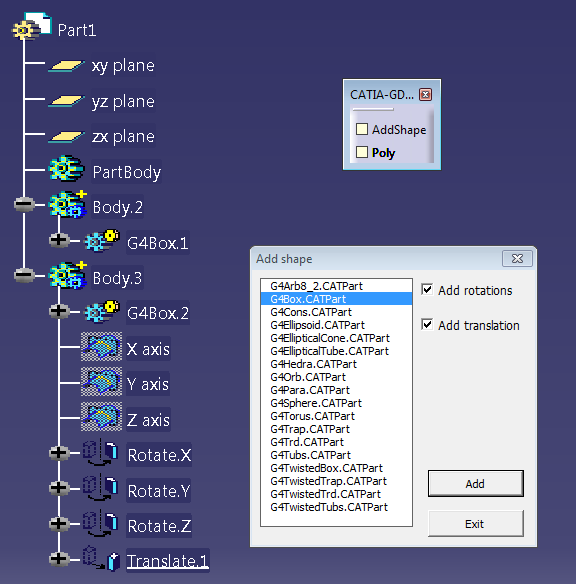 Part1
xy plane
yz plane
zx plane
PartBody
Body.2
G4Box.1
Body.3
G4Box.2
X axis
Y axis
Z axis
Rotate.X
Rotate.Y
Rotate.Z
Translate.1
CATIA-GD...
AddShape
Poly
Add shape
G4Arb8_2.CATPart
G4Box.CATPart
G4Cons.CATPart
G4Ellipsoid.CATPart
G4EllipticalCone.CATPart
G4EllipticalTube.CATPart
G4Hedra.CATPart
G4Orb.CATPart
G4Para.CATPart
G4Sphere.CATPart
G4Torus.CATPart
G4Trap.CATPart
G4Trd.CATPart
G4Tubs.CATPart
G4TwistedBox.CATPart
G4TwistedTrap.CATPart
G4TwistedTrd.CATPart
G4TwistedTubs.CATPart
Add rotations
Add translation
Add
Exit